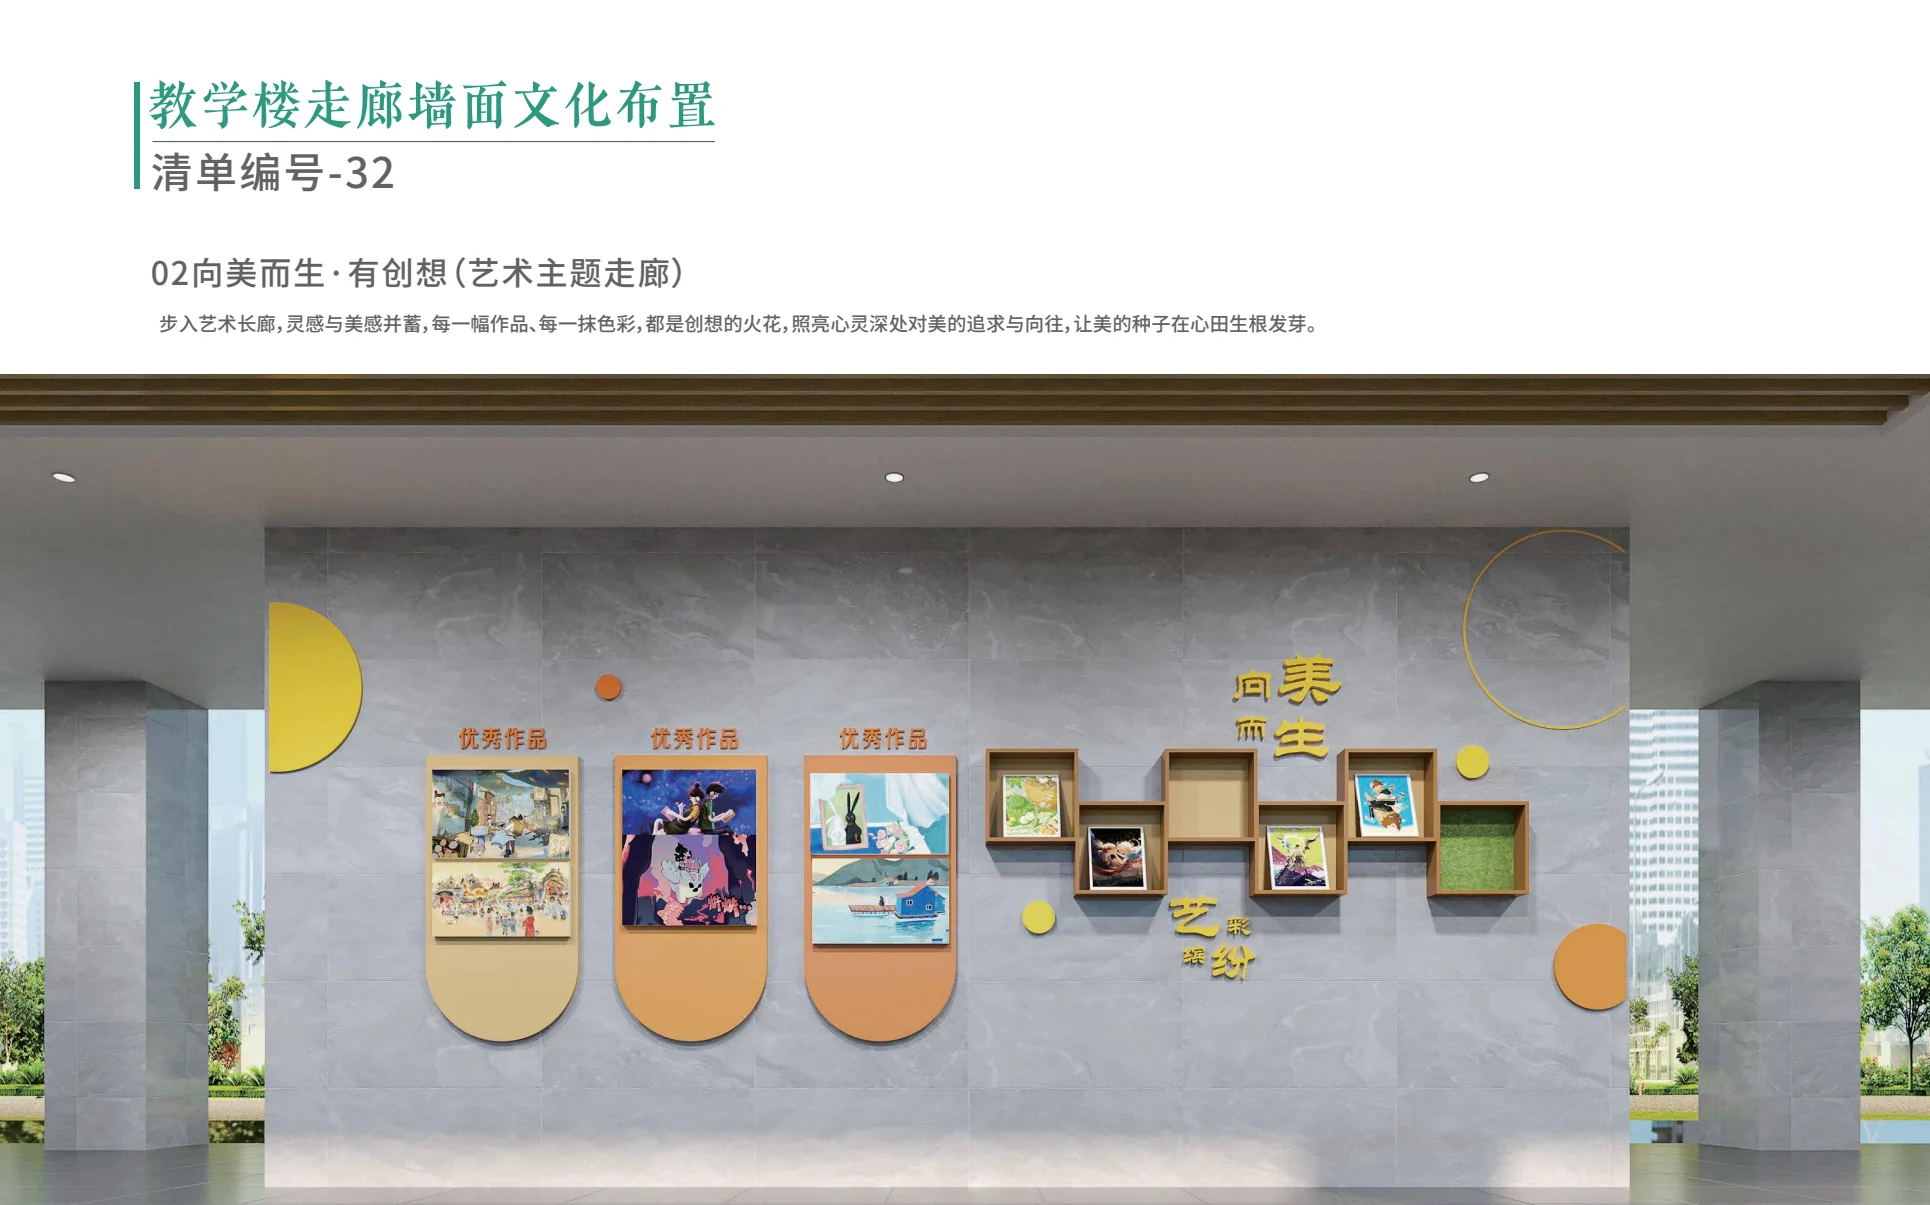 教学楼走廊墙面文化布置
清单编号-32
02向美而生·有创想（艺术主题走廊）
步入艺术长廊，灵感与美感并蓄，每一幅作品、每一抹色彩，都是创想的火花，照亮心灵深处对美的追求与向往，让美的种子在心田生根发芽。
优秀作品
优秀作品
优秀作品
向美
而生
艺彩
缤纷